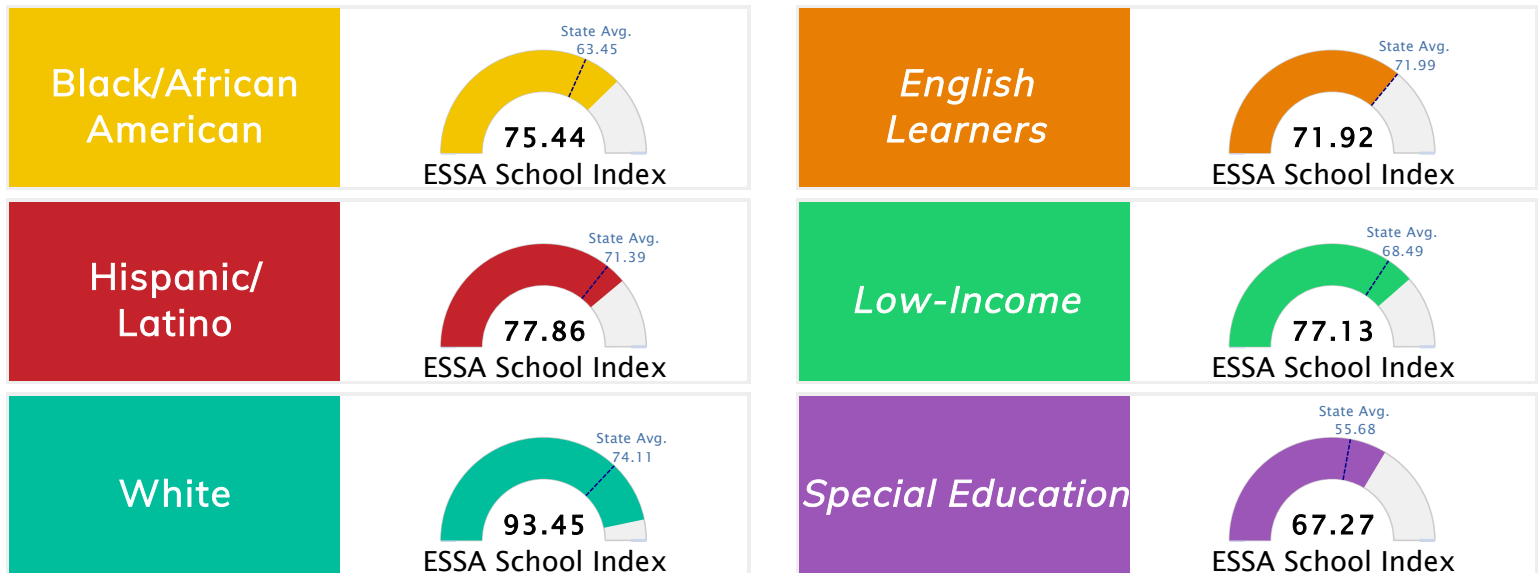 Black/African
American
State Avg.
63.45
75.44
ESSA School Index
English
Learners
State Avg.
71.99
71.92
ESSA School Index
Hispanic/
Latino
State Avg.
71.39
77.86
ESSA School Index
Low-Income
State Avg.
68.49
77.13
ESSA School Index
White
State Avg.
74.11
93.45
ESSA School Index
Special Education
State Avg.
55.68
67.27
ESSA School Index